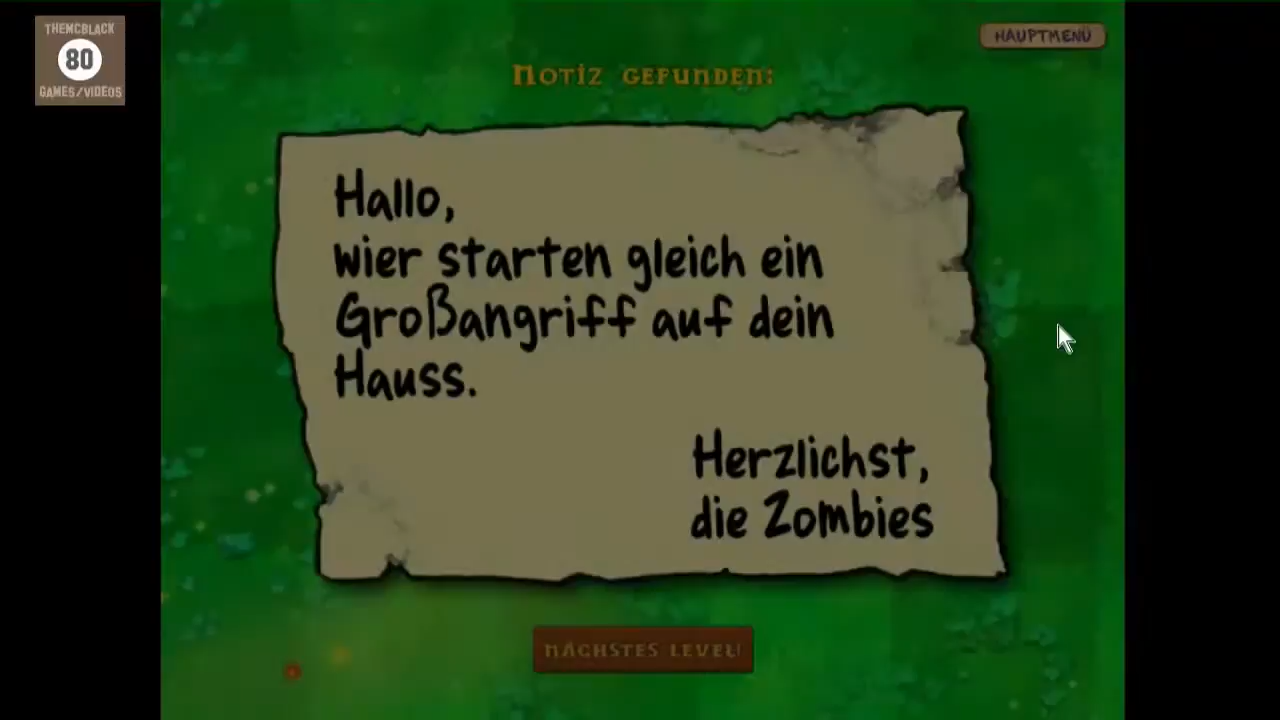 THEMCBLACK
80
GAMES/VIDEOS
HAUPTMENÜ
NOTIZ GEFUNDEN:
Hallo,
wier starten gleich ein
Großangriff auf dein
Hauss.
Herzlichst,
die Zombies
NÄCHSTES LEVEL!